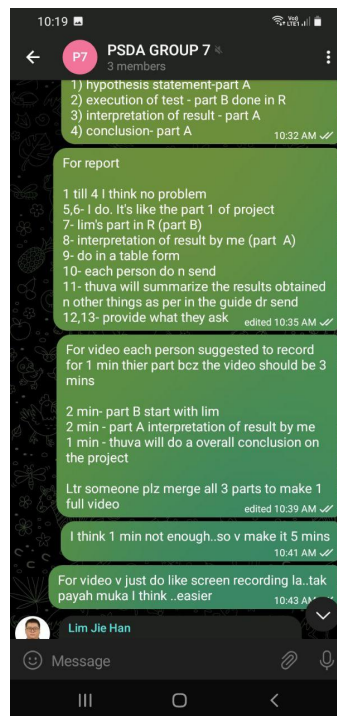 10:19
Vo9 LTE1
P7
PSDA GROUP 7
3 members
1) hypothesis statement-part A
2) execution of test - part B done in R
3) interpretation of result - part A
4) conclusion- part A
10:32 AM
For report
1 till 4 I think no problem
5,6- I do. It's like the part 1 of project
7- lim's part in R (part B)
8- interpretation of result by me (part A)
9- do in a table form
10- each person do n send
11- thuva will summarize the results obtained
n other things as per in the guide dr send
12,13- provide what they ask
edited 10:35 AM
For video each person suggested to record
for 1 min thier part bcz the video should be 3
mins
2 min- part B start with lim
2 min - part A interpretation of result by me
1 min - thuva will do a overall conclusion on
the project
Ltr someone plz merge all 3 parts to make 1
full video
edited 10:39 AM
I think 1 min not enough..so v make it 5 mins
10:41 AM
For video v just do like screen recording la..tak
payah muka I think ..easier
10:43 AM
Lim Jie Han
Message